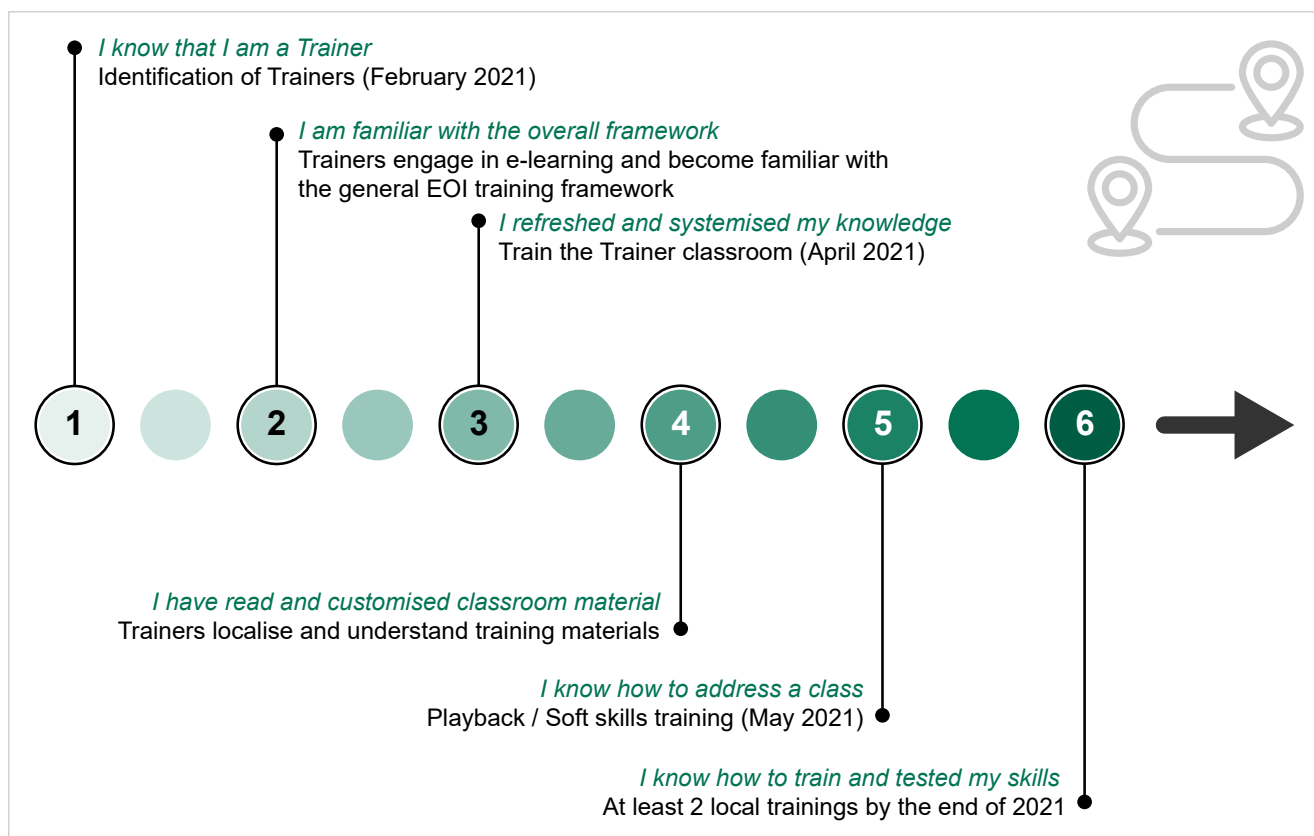 I know that I am a Trainer
Identification of Trainers (February 2021)
I am familiar with the overall framework
Trainers engage in e-learning and become familiar with
the general EOI training framework
I refreshed and systemised my knowledge
Train the Trainer classroom (April 2021)
1
2
3
4
5
6
I have read and customised classroom material
Trainers localise and understand training materials
I know how to address a class
Playback / Soft skills training (May 2021)
I know how to train and tested my skills
At least 2 local trainings by the end of 2021